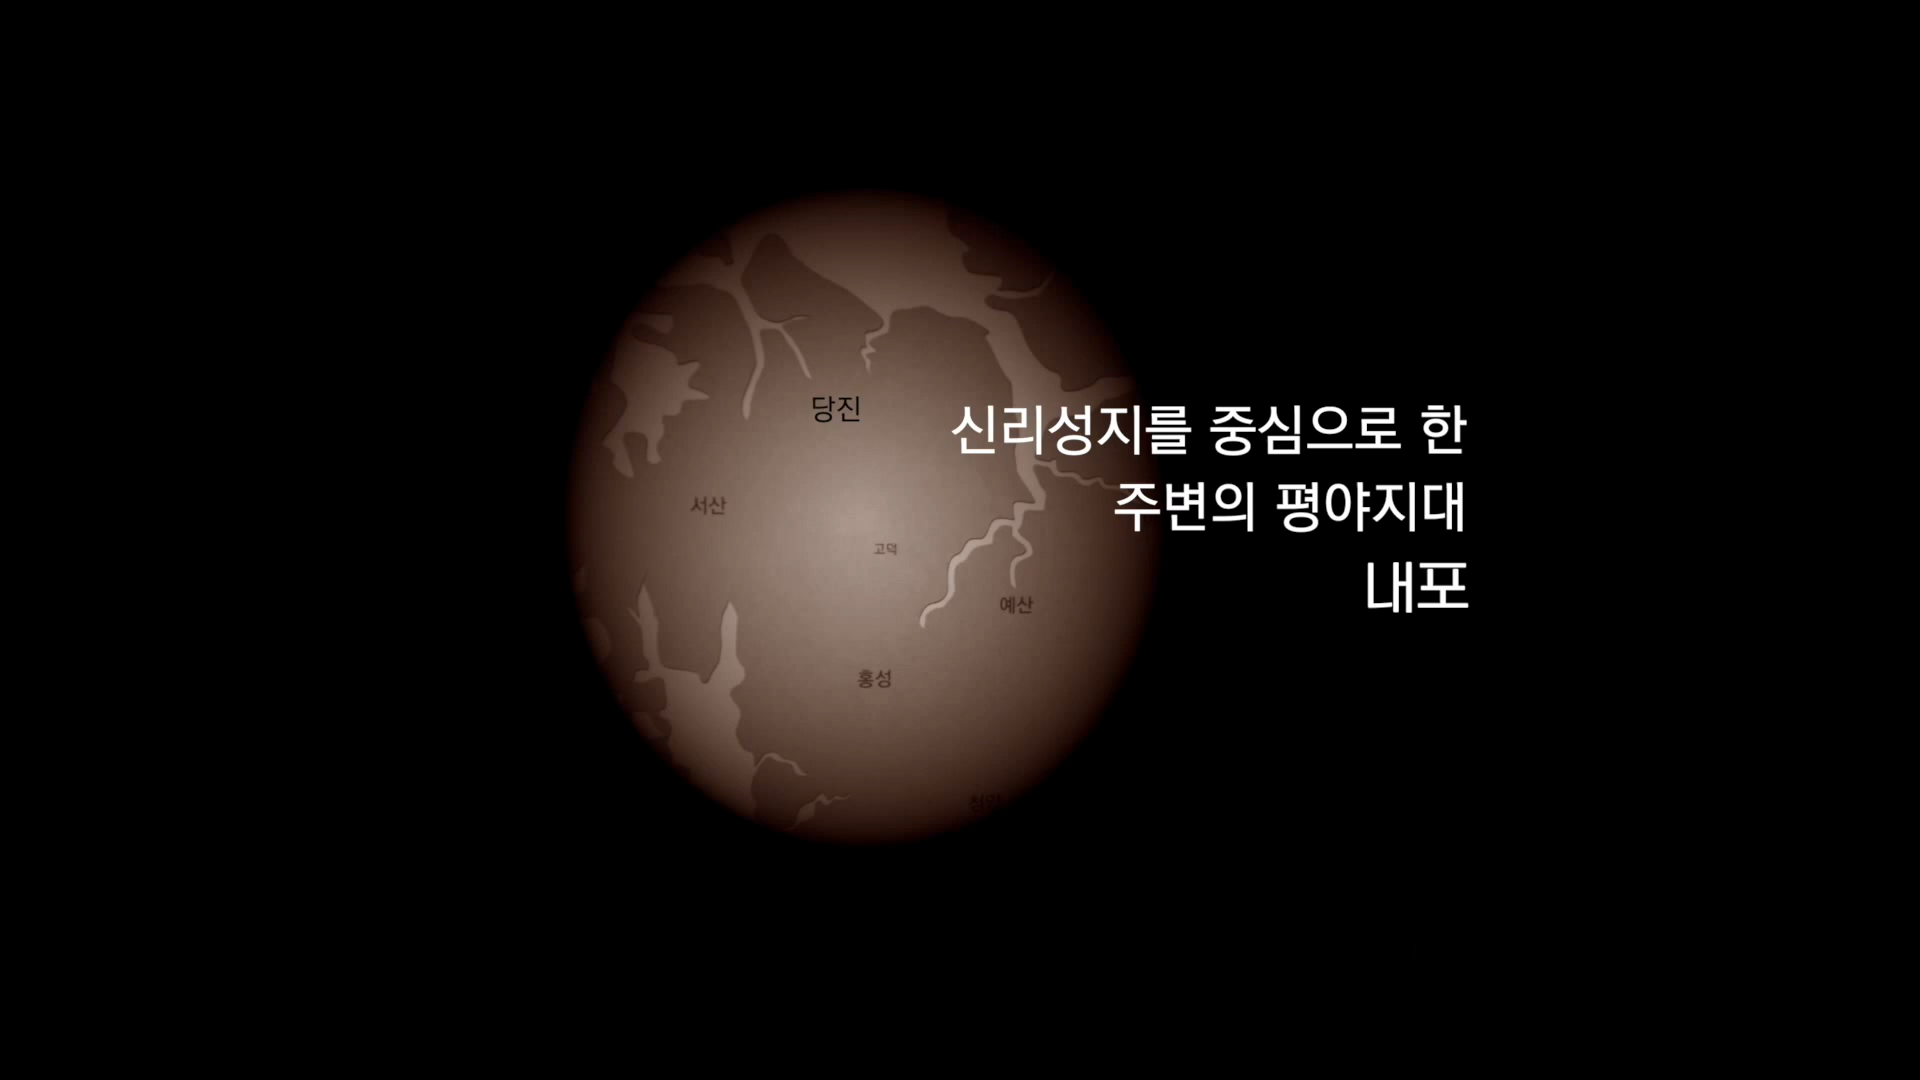 당진
신리성지를 중심으로 한
서산
주변의 평야지대
고덕
내포
예산
홍성